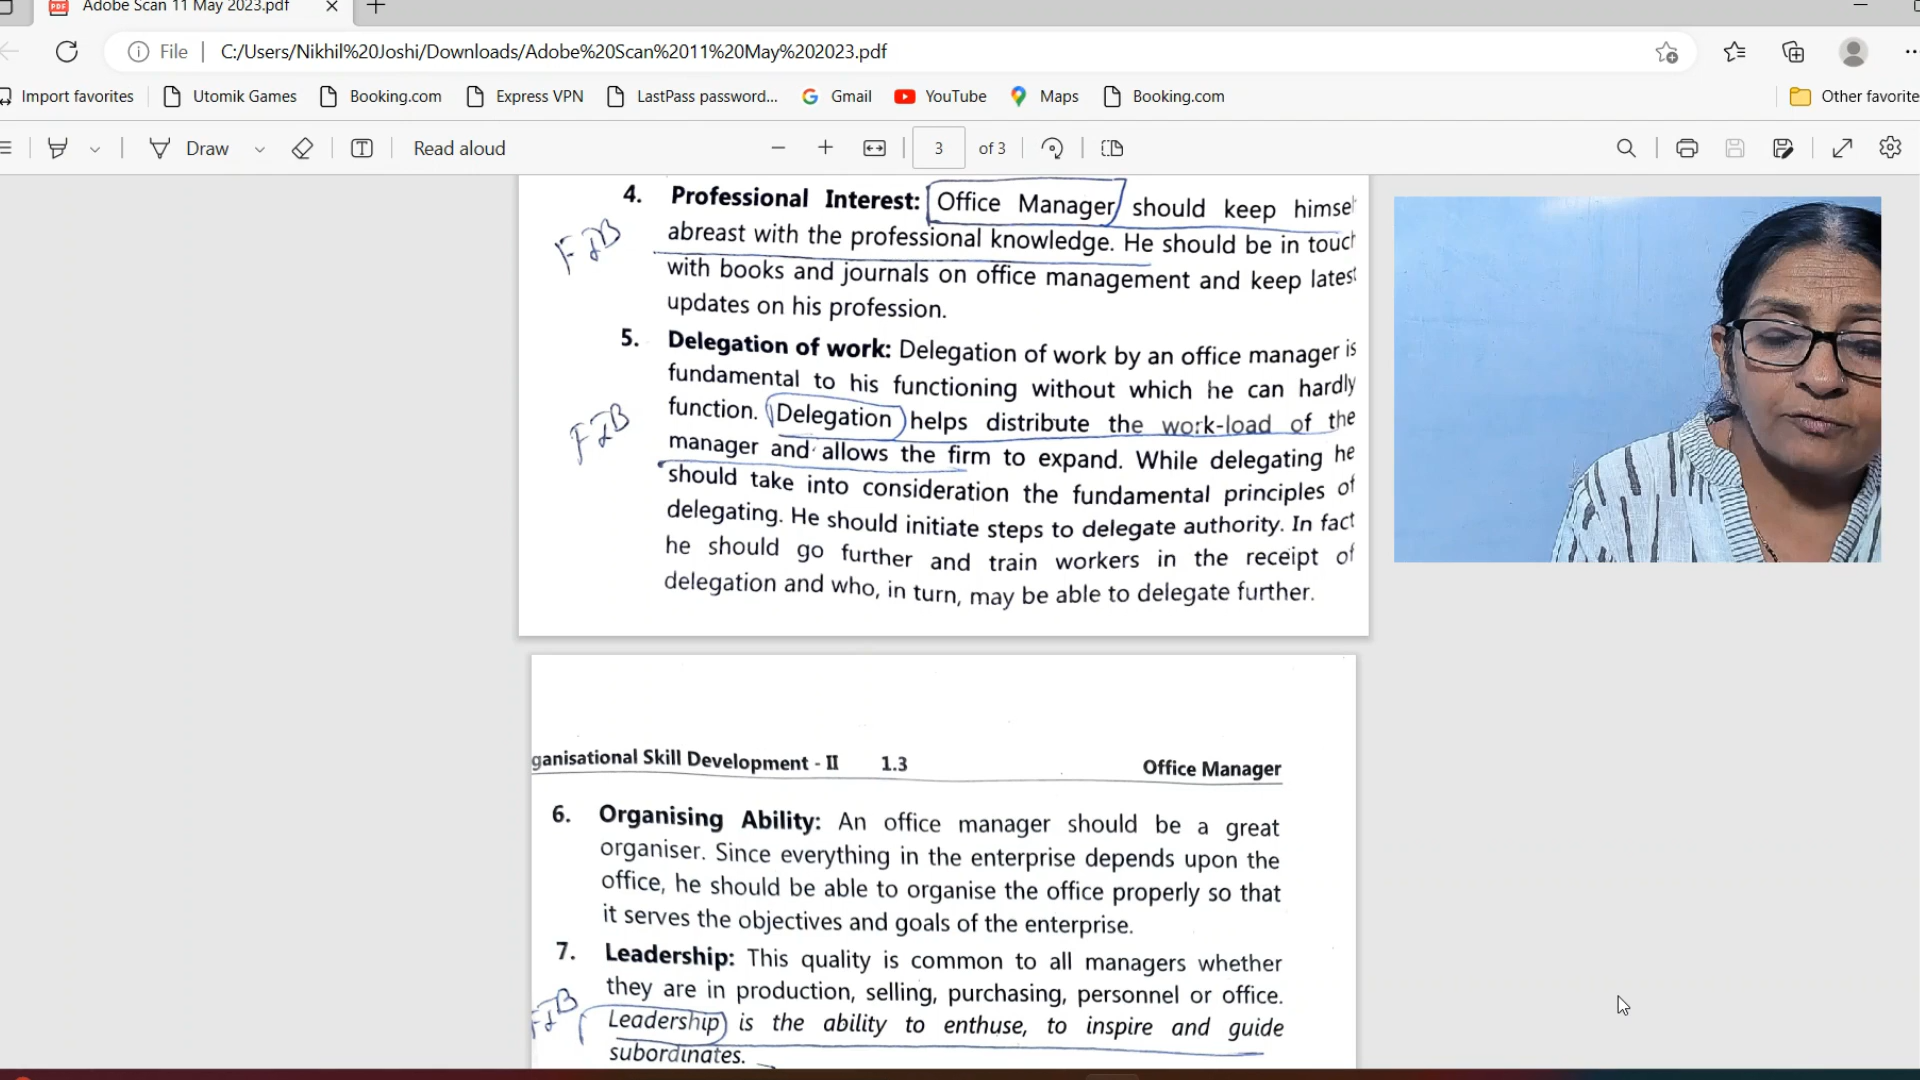 Adobe Scan 11 May 2023.pdf
File C:/Users/Nikhil%20Joshi/Downloads/Adobe%20Scan%2011%20May%202023.pdf
Import favorites Utomik Games Booking.com Express VPN LastPass password... Gmail YouTube Maps Booking.com Other favorite
Draw Read aloud 3 of 3
4. Professional Interest: Office Manager should keep himse
abreast with the professional knowledge. He should be in touch
with books and journals on office management and keep latest
updates on his profession.
FIB
5. Delegation of work: Delegation of work by an office manager is
fundamental to his functioning without which he can hardly
function. Delegation helps distribute the work-load of the
manager and allows the firm to expand. While delegating he
should take into consideration the fundamental principles of
delegating. He should initiate steps to delegate authority. In fact
he should go further and train workers in the receipt of
delegation and who, in turn, may be able to delegate further.
FIB
ganisational Skill Development - II 1.3 Office Manager
6. Organising Ability: An office manager should be a great
organiser. Since everything in the enterprise depends upon the
office, he should be able to organise the office properly so that
it serves the objectives and goals of the enterprise.
7. Leadership: This quality is common to all managers whether
they are in production, selling, purchasing, personnel or office.
Leadership is the ability to enthuse, to inspire and guide
subordinates.
FIB